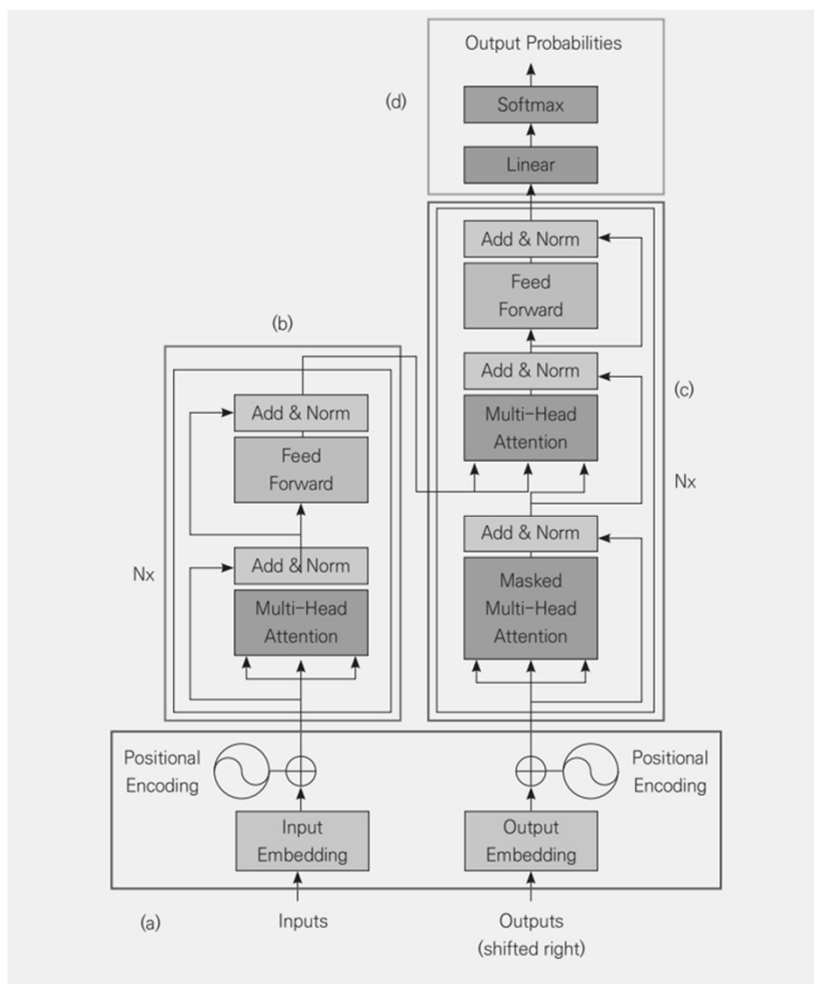 Output Probabilities
(d)
Softmax
Linear
Add & Norm
Feed
Forward
(b)
Add & Norm
(c)
Multi-Head
Attention
Add & Norm
Feed
Forward
Nx
Add & Norm
Add & Norm
Nx
Masked
Multi-Head
Attention
Multi-Head
Attention
Positional
Encoding
Positional
Encoding
Input
Embedding
Output
Embedding
(a)
Inputs
Outputs
(shifted right)